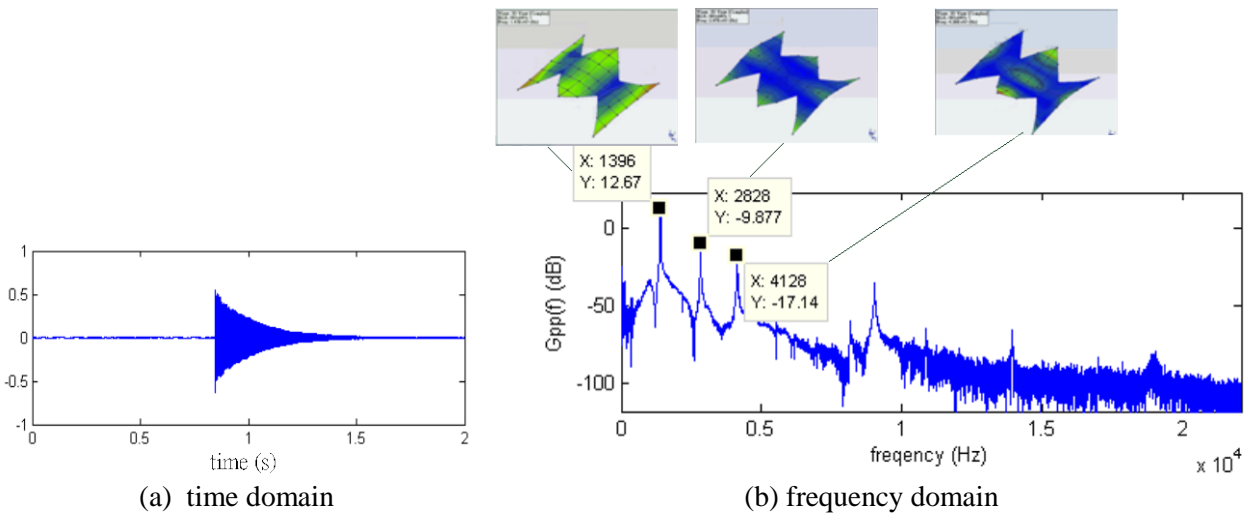 X: 1396
Y: 12.67
X: 2828
Y: -9.877
X: 4128
Y: -17.14
1
0.5
0
-0.5
-1
0
0.5
1
1.5
2
time (s)
(a) time domain
0
-50
-100
Gpp(f) (dB)
0
0.5
1
1.5
2
x 10^4
freqency (Hz)
(b) frequency domain